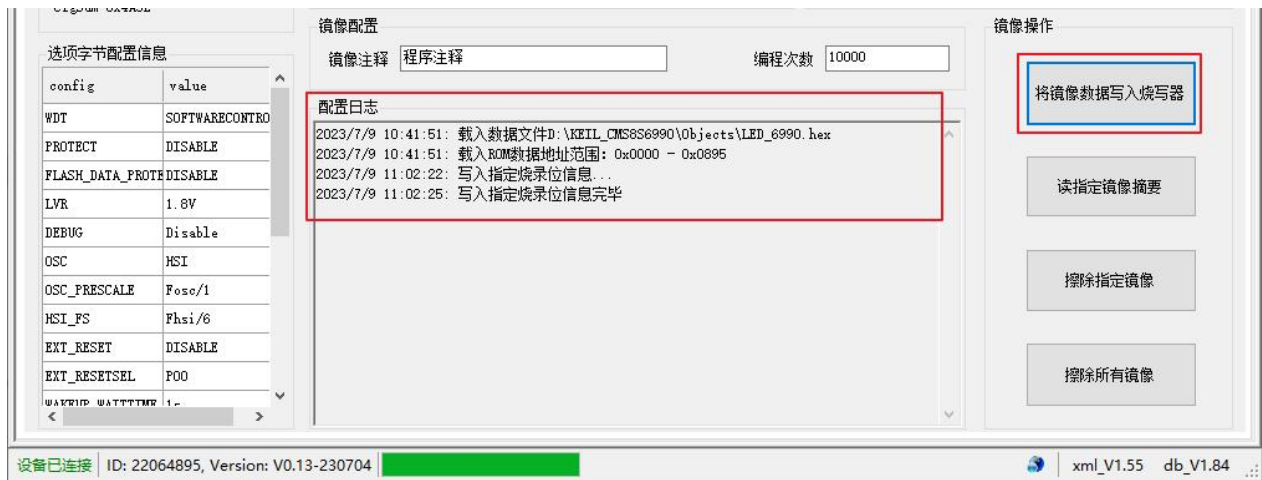 镜像配置
镜像操作
选项字节配置信息
镜像注释 程序注释 编程次数 10000
config value
将镜像数据写入烧写器
配置日志
WDT SOFTWARECONTRO
2023/7/9 10:41:51: 载入数据文件D:\KEIL_CMS8S6990\Objects\LED_6990.hex
PROTECT DISABLE
2023/7/9 10:41:51: 载入ROM数据地址范围: 0x0000 - 0x0895
FLASH_DATA_PROTE DISABLE
2023/7/9 11:02:22: 写入指定烧录位信息...
2023/7/9 11:02:25: 写入指定烧录位信息完毕
读指定镜像摘要
LVR 1.8V
DEBUG Disable
OSC HSI
OSC_PRESCALE Fosc/1
擦除指定镜像
HSI_FS Fhsi/6
EXT_RESET DISABLE
EXT_RESETSEL P00
擦除所有镜像
设备已连接 ID: 22064895, Version: V0.13-230704 xml_V1.55 db_V1.84